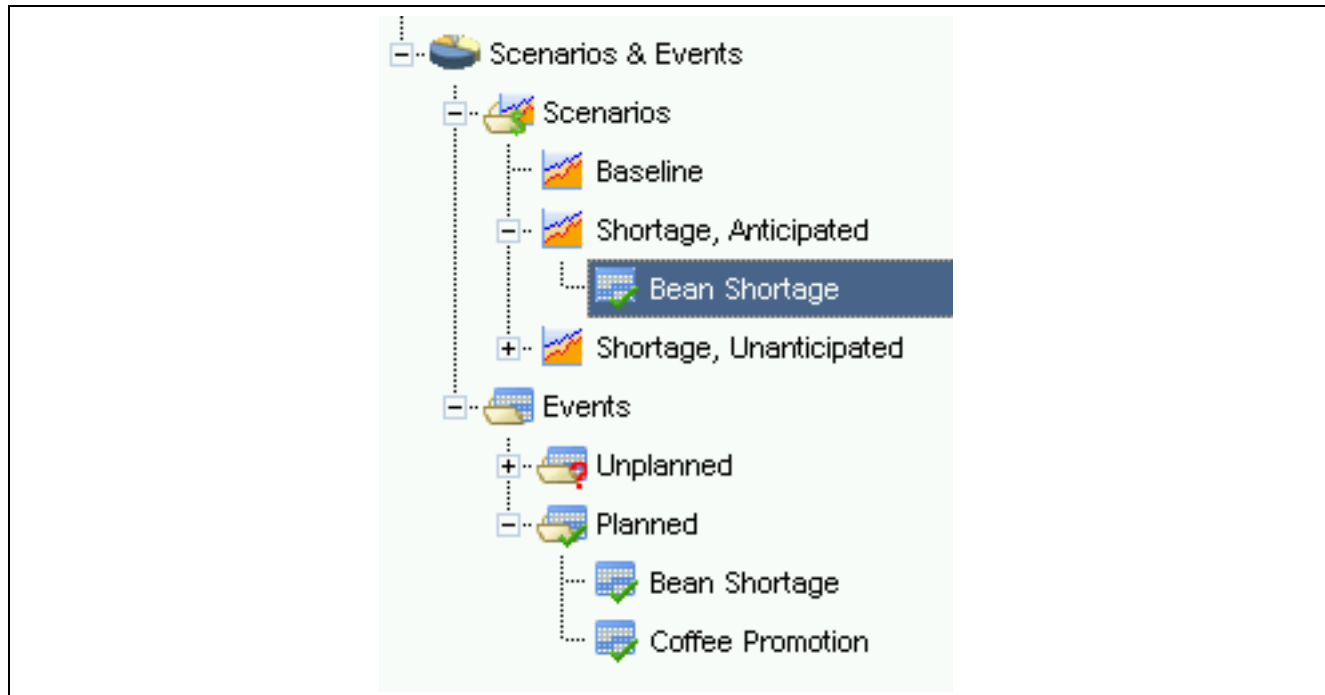 Scenarios & Events
Scenarios
Baseline
Shortage, Anticipated
Bean Shortage
Shortage, Unanticipated
Events
Unplanned
Planned
Bean Shortage
Coffee Promotion